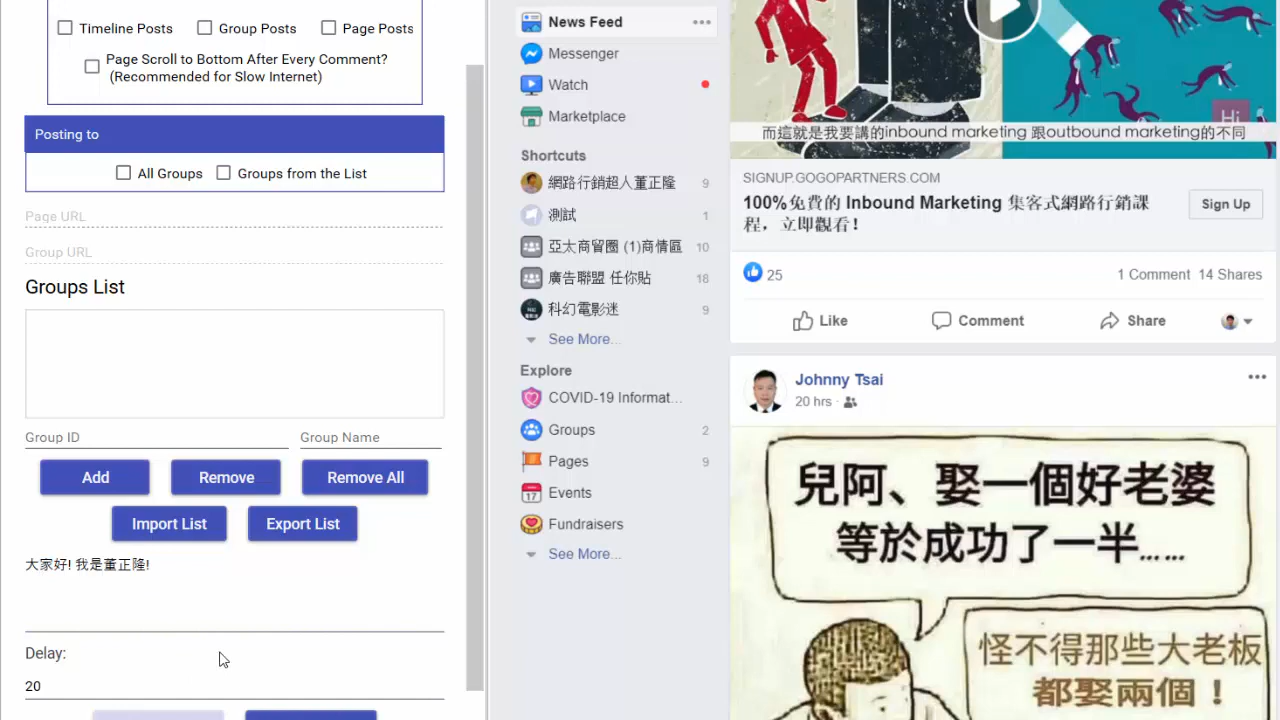 Timeline Posts
Group Posts
Page Posts
Page Scroll to Bottom After Every Comment?
(Recommended for Slow Internet)
Posting to
All Groups
Groups from the List
Page URL
Group URL
Groups List
Group ID
Group Name
Add
Remove
Remove All
Import List
Export List
大家好! 我是董正隆!
Delay:
20
News Feed
Messenger
Watch
Marketplace
Shortcuts
網路行銷超人董正隆 9
測試 1
亞太商貿圈 (1)商情區 10
廣告聯盟 任你貼 18
科幻電影迷 9
See More...
Explore
COVID-19 Informat...
Groups 2
Pages 9
Events
Fundraisers
See More...
Hi
而這就是我要講的inbound marketing 跟outbound marketing的不同
SIGNUP.GOGOPARTNERS.COM
100%免費的 Inbound Marketing 集客式網路行銷課
程，立即觀看!
Sign Up
25
1 Comment 14 Shares
Like
Comment
Share
Johnny Tsai
20 hrs ·
兒阿、娶一個好老婆
等於成功了一半……
怪不得那些大老板
都娶兩個！